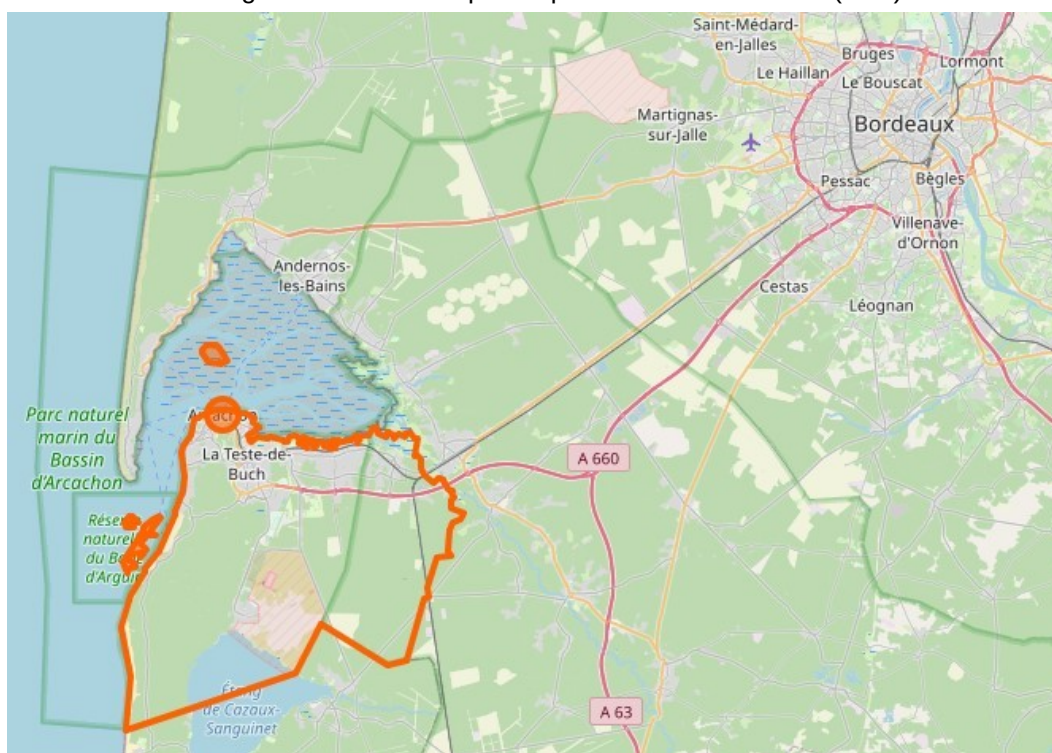 Saint-Médard-
en-Jalles
Bruges
Lormont
Le Haillan
Le Bouscat
Martignas-
sur-Jalle
Bordeaux
Pessac
Bègles
Villenave-
d'Ornon
Andernos-
les-Bains
Cestas
Léognan
Parc naturel
marin du
Bassin
d'Arcachon
La Teste-de-
Buch
A 660
d'Arguin
Étang
de Cazaux-
Sanguinet
A 63